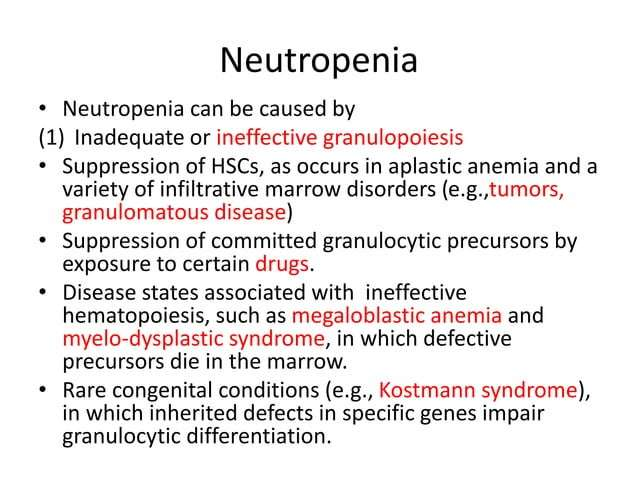 Neutropenia
• Neutropenia can be caused by
(1) Inadequate or ineffective granulopoiesis
• Suppression of HSCs, as occurs in aplastic anemia and a
variety of infiltrative marrow disorders (e.g.,tumors,
granulomatous disease)
• Suppression of committed granulocytic precursors by
exposure to certain drugs.
• Disease states associated with ineffective
hematopoiesis, such as megaloblastic anemia and
myelo-dysplastic syndrome, in which defective
precursors die in the marrow.
• Rare congenital conditions (e.g., Kostmann syndrome),
in which inherited defects in specific genes impair
granulocytic differentiation.